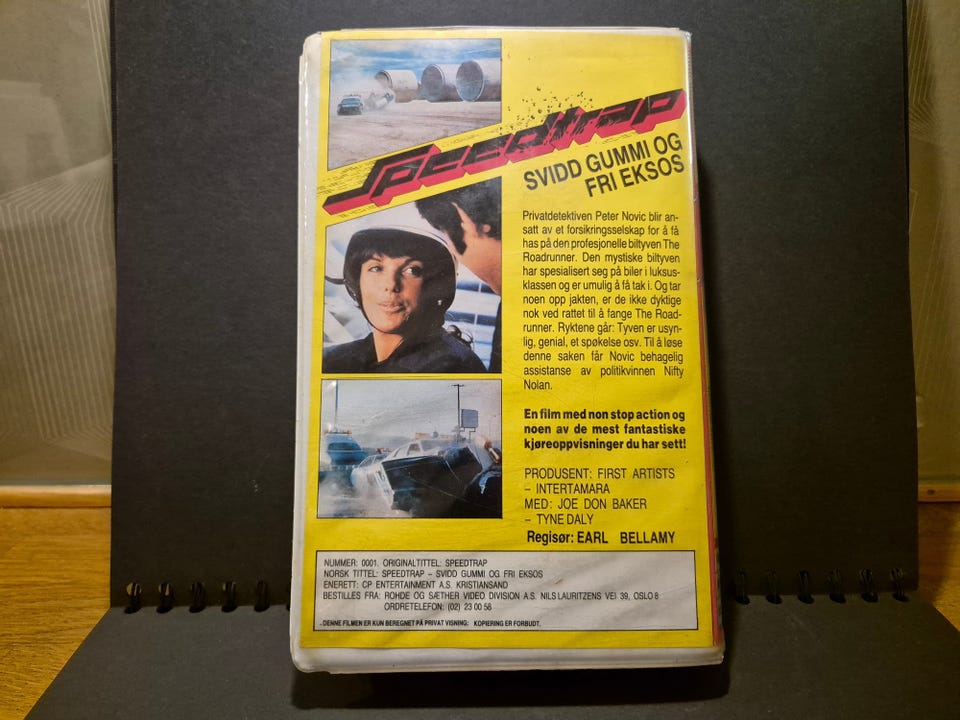 Speedtrap
SVIDD GUMMI OG
FRI EKSOS
Privatdetektiven Peter Novic blir an-
satt av et forsikringsselskap for å få
has på den profesjonelle biltyven The
Roadrunner. Den mystiske biltyven
har spesialisert seg på biler i luksus-
klassen og er umulig å få tak i. Og tar
noen opp jakten, er de ikke dyktige
nok ved rattet til å fange The Road-
runner. Ryktene går: Tyven er usyn-
lig, genial, et spøkelse osv. Til å løse
denne saken får Novic behagelig
assistanse av politikvinnen Nifty
Nolan.
En film med non stop action og
noen av de mest fantastiske
kjøreoppvisninger du har sett!
PRODUSENT: FIRST ARTISTS
– INTERTAMARA
MED: JOE DON BAKER
– TYNE DALY
Regisør: EARL BELLAMY
NUMMER: 0001. ORIGINALTITTEL: SPEEDTRAP
NORSK TITTEL: SPEEDTRAP – SVIDD GUMMI OG FRI EKSOS
ENERETT: CP ENTERTAINMENT A.S. KRISTIANSAND
BESTILLES FRA: ROHDE OG SÆTHER VIDEO DIVISION A.S. NILS LAURITZENS VEI 39, OSLO 8
ORDRETELEFON: (02) 23 00 56
DENNE FILMEN ER KUN BEREGNET PÅ PRIVAT VISNING: KOPIERING ER FORBUDT.